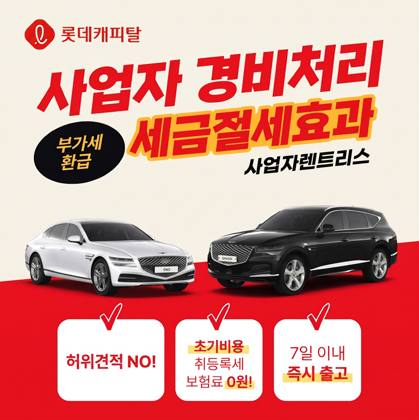 롯데캐피탈
사업자 경비처리
부가세
환급
세금절세효과
사업자렌트리스
허위견적 NO!
초기비용
취등록세
보험료 0원!
7일 이내
즉시 출고